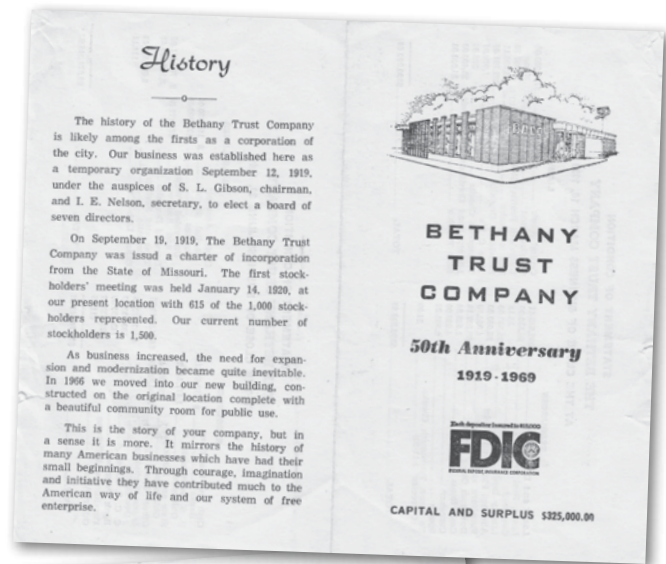 History
The history of the Bethany Trust Company
is likely among the firsts as a corporation of
the city. Our business was established here as
a temporary organization September 12, 1919,
under the auspices of S. L. Gibson, chairman,
and I. E. Nelson, secretary, to elect a board of
seven directors.
On September 19, 1919, The Bethany Trust
Company was issud a charter of incorporation
from the State of Missouri. The first stock-
holders' meeting was held January 14, 1920, at
our present location with 615 of the 1,000 stock-
holders represented. Our current number of
stockholders is 1,500.
As business increased, the need for expan-
sion and modernization became quite inevitable.
In 1966 we moved into our new building, con-
structed on the original location complete with
a beautiful community room for public use.
This is the story of your company, but in
a sense it is more. It mirrors the history of
many American businesses which have had their
small beginnings. Through courage, imagination
and initiative they have contributed much to the
American way of life and our system of free
enterprise.
BETHANY
TRUST
COMPANY
50th Anniversary
1919-1969
FDIC
FEDERAL DEPOSIT INSURANCE CORPORATION
CAPITAL AND SURPLUS $325,000.00